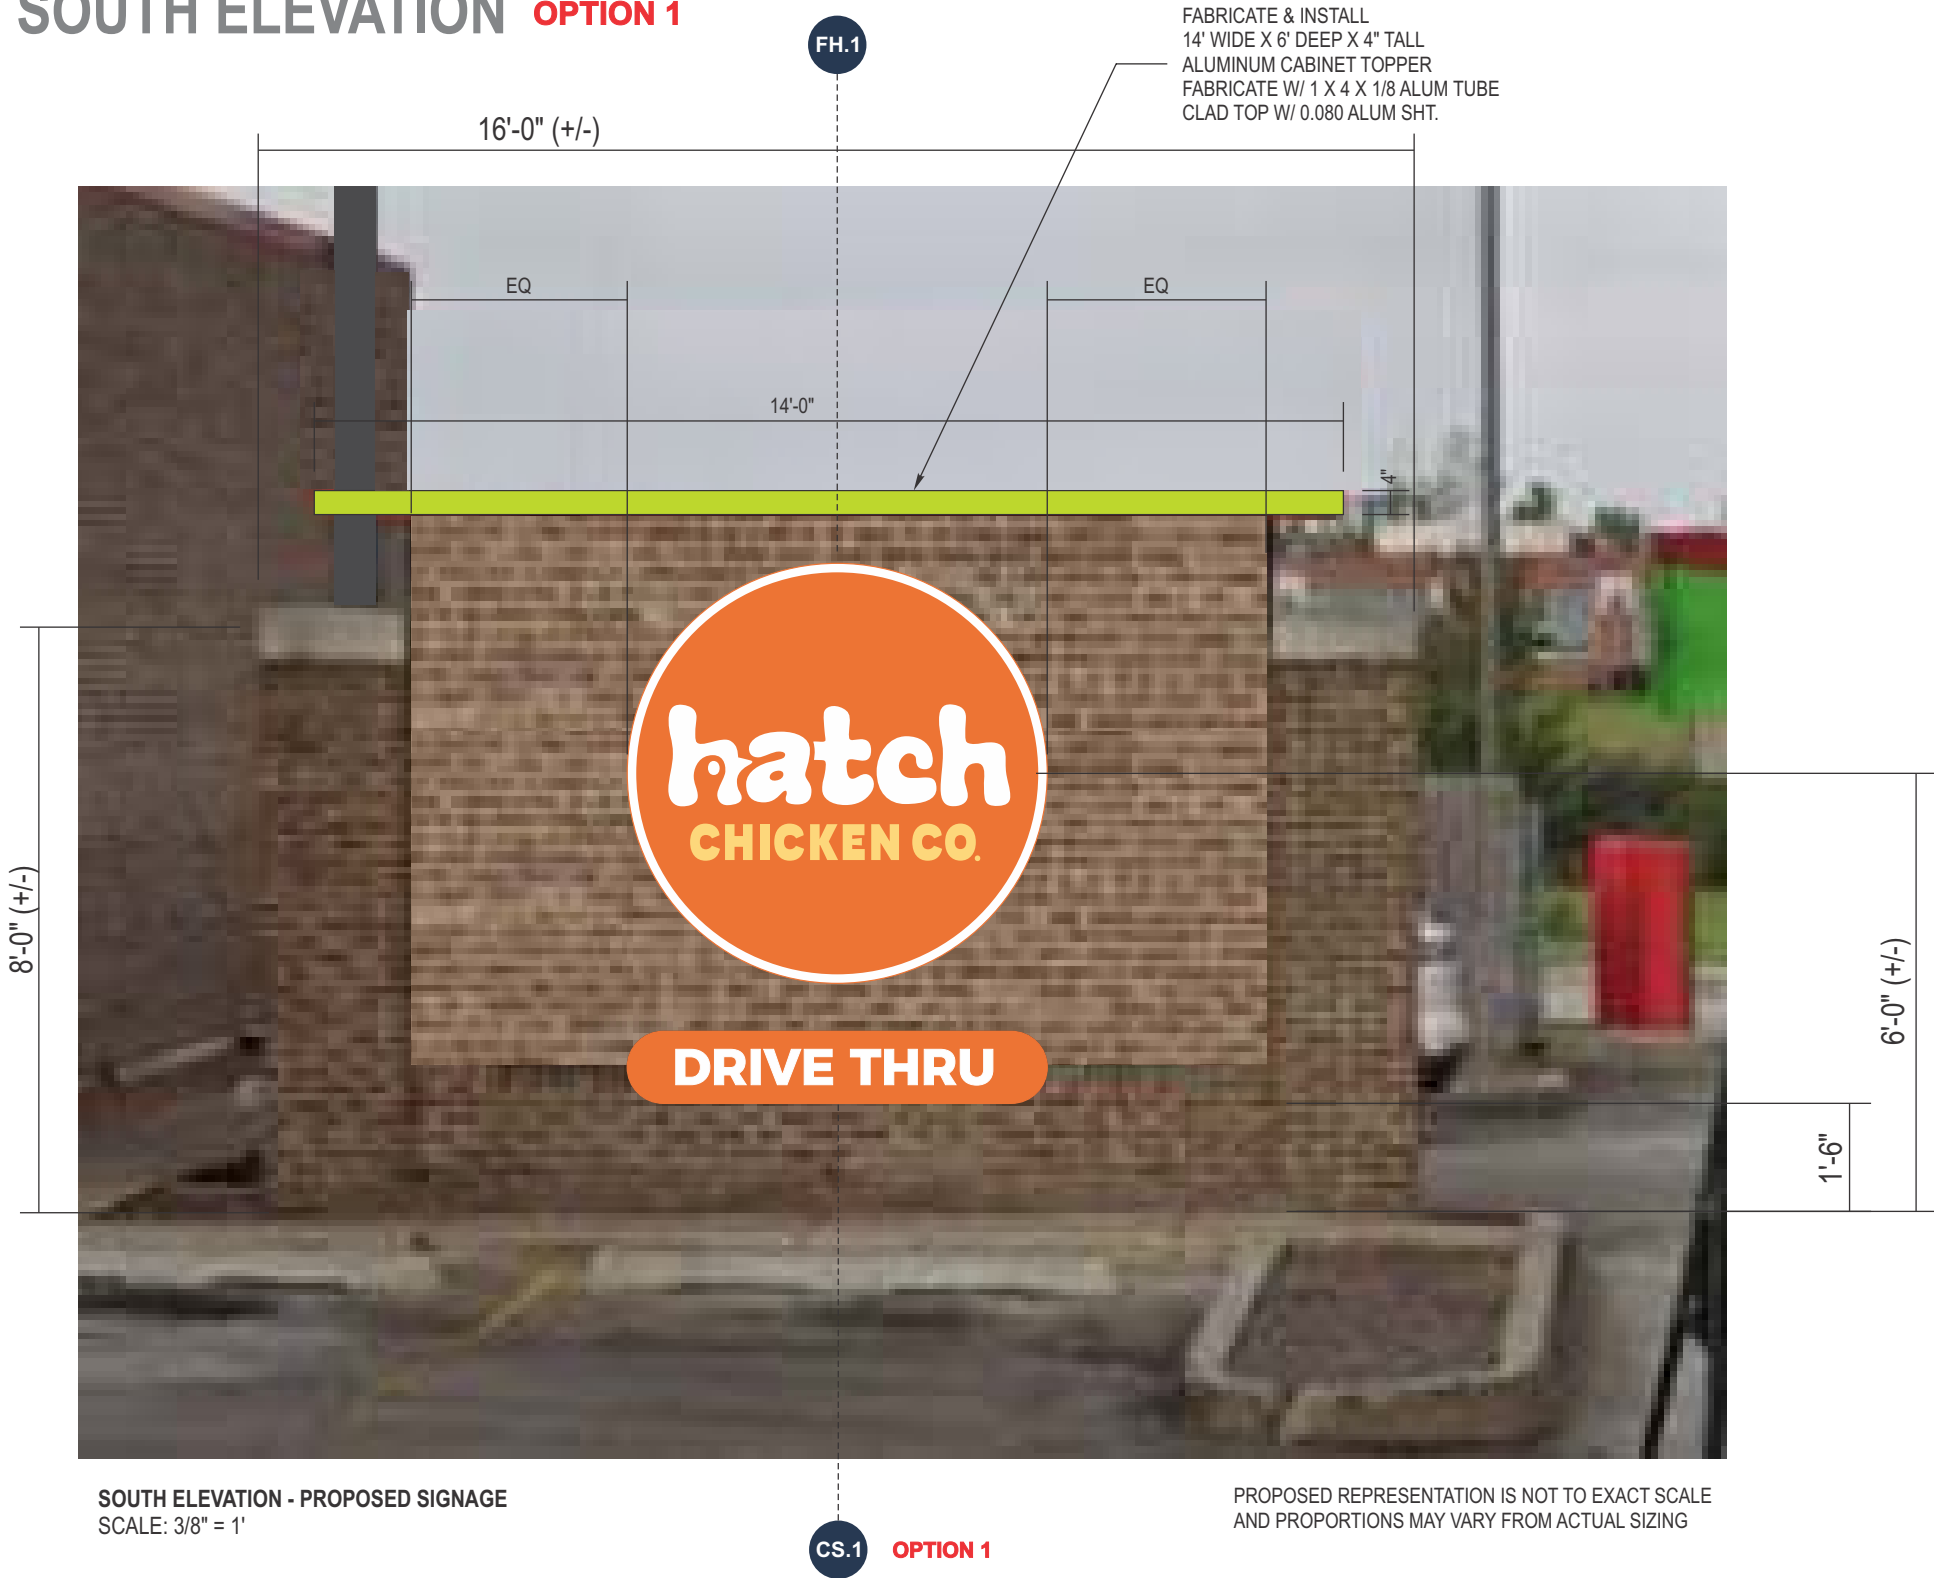 SOUTH ELEVATION OPTION 1
FH.1
FABRICATE & INSTALL
14' WIDE X 6' DEEP X 4" TALL
ALUMINUM CABINET TOPPER
FABRICATE W/ 1 X 4 X 1/8 ALUM TUBE
CLAD TOP W/ 0.080 ALUM SHT.
16'-0" (+/-)
EQ
EQ
14'-0"
4"
hatch
CHICKEN CO.
DRIVE THRU
8'-0" (+/-)
6'-0" (+/-)
1'-6"
SOUTH ELEVATION - PROPOSED SIGNAGE
SCALE: 3/8" = 1'
PROPOSED REPRESENTATION IS NOT TO EXACT SCALE
AND PROPORTIONS MAY VARY FROM ACTUAL SIZING
CS.1 OPTION 1